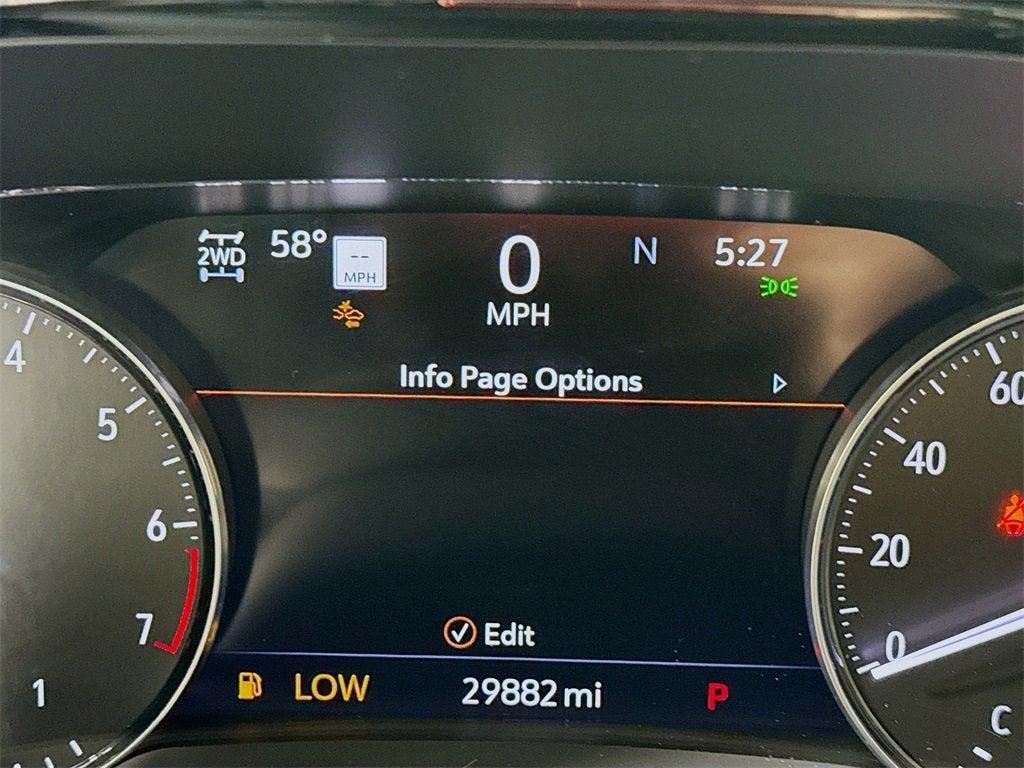 2WD 58° -- MPH 0 MPH N 5:27
Info Page Options
4 5 6 7 1
60 40 20 0 C
Edit
LOW 29882 mi P